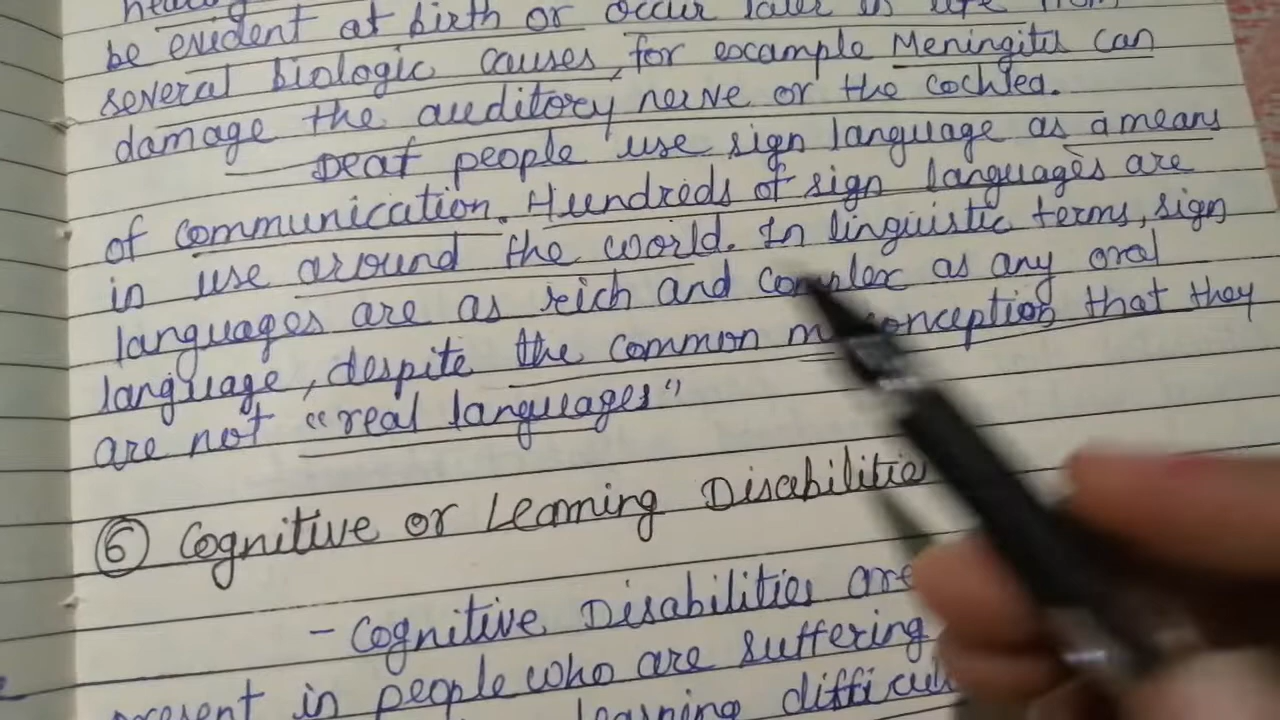 be evident at birth or occur later in life
several biologic causes, for example Meningitis can
damage the auditory nerve or the cochlea.
Deaf people use sign language as a means
of communication. Hundreds of sign languages are
in use around the world. In linguistic terms, sign
languages are as rich and complex as any oral
language, despite the common conception that they
are not "real languages"
⑥ Cognitive or Learning Disabilities
- Cognitive Disabilities are
present in people who are suffering
learning